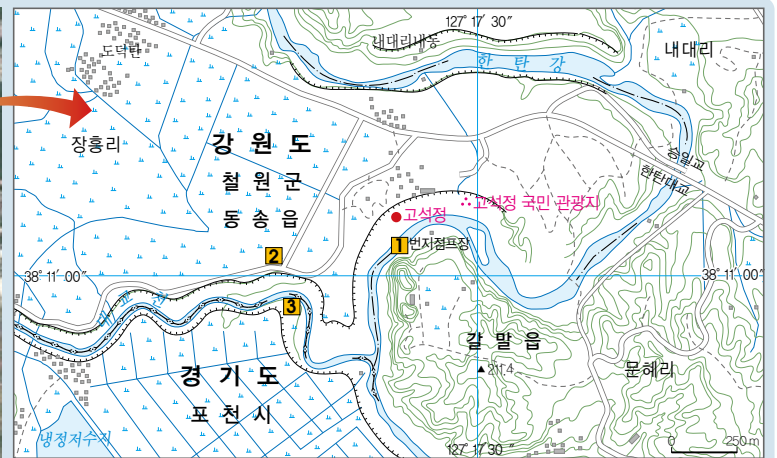 127° 17′ 30″
내대리내동
내대리
도덕탄
한탄강
장흥리
강원도
철원군
동송읍
승일교
한탄대교
고석정
고석정 국민 관광지
1
번지점프장
2
38° 11′ 00″
38° 11′ 00″
3
갈말읍
211.4
문혜리
경기도
포천시
냉정저수지
127° 17′ 30″
0 250m